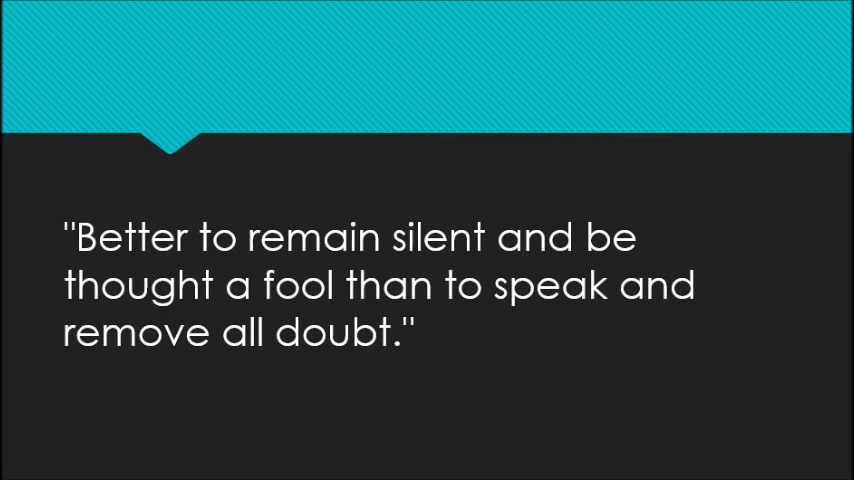 "Better to remain silent and be
thought a fool than to speak and
remove all doubt."